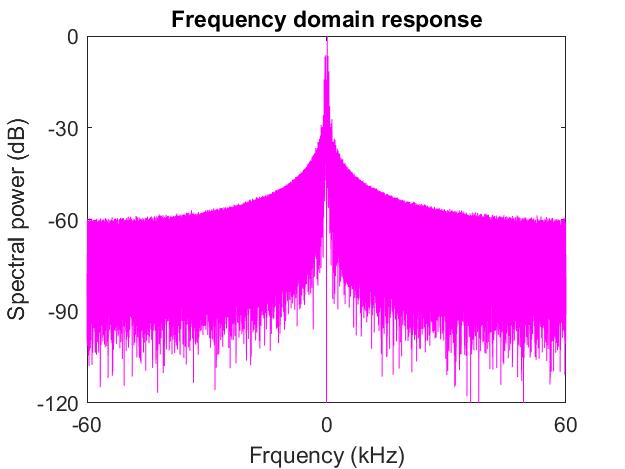 Frequency domain response
Spectral power (dB)
0
-30
-60
-90
-120
-60
0
60
Frquency (kHz)